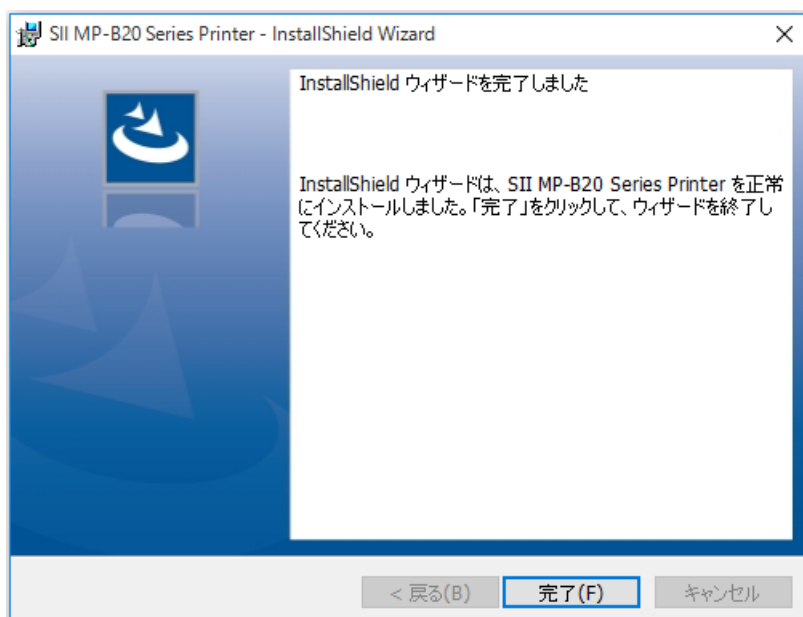 SII MP-B20 Series Printer - InstallShield Wizard
InstallShield ウィザードを完了しました
InstallShield ウィザードは、SII MP-B20 Series Printer を正常
にインストールしました。「完了」をクリックして、ウィザードを終了し
てください。
< 戻る(B)
完了(F)
キャンセル